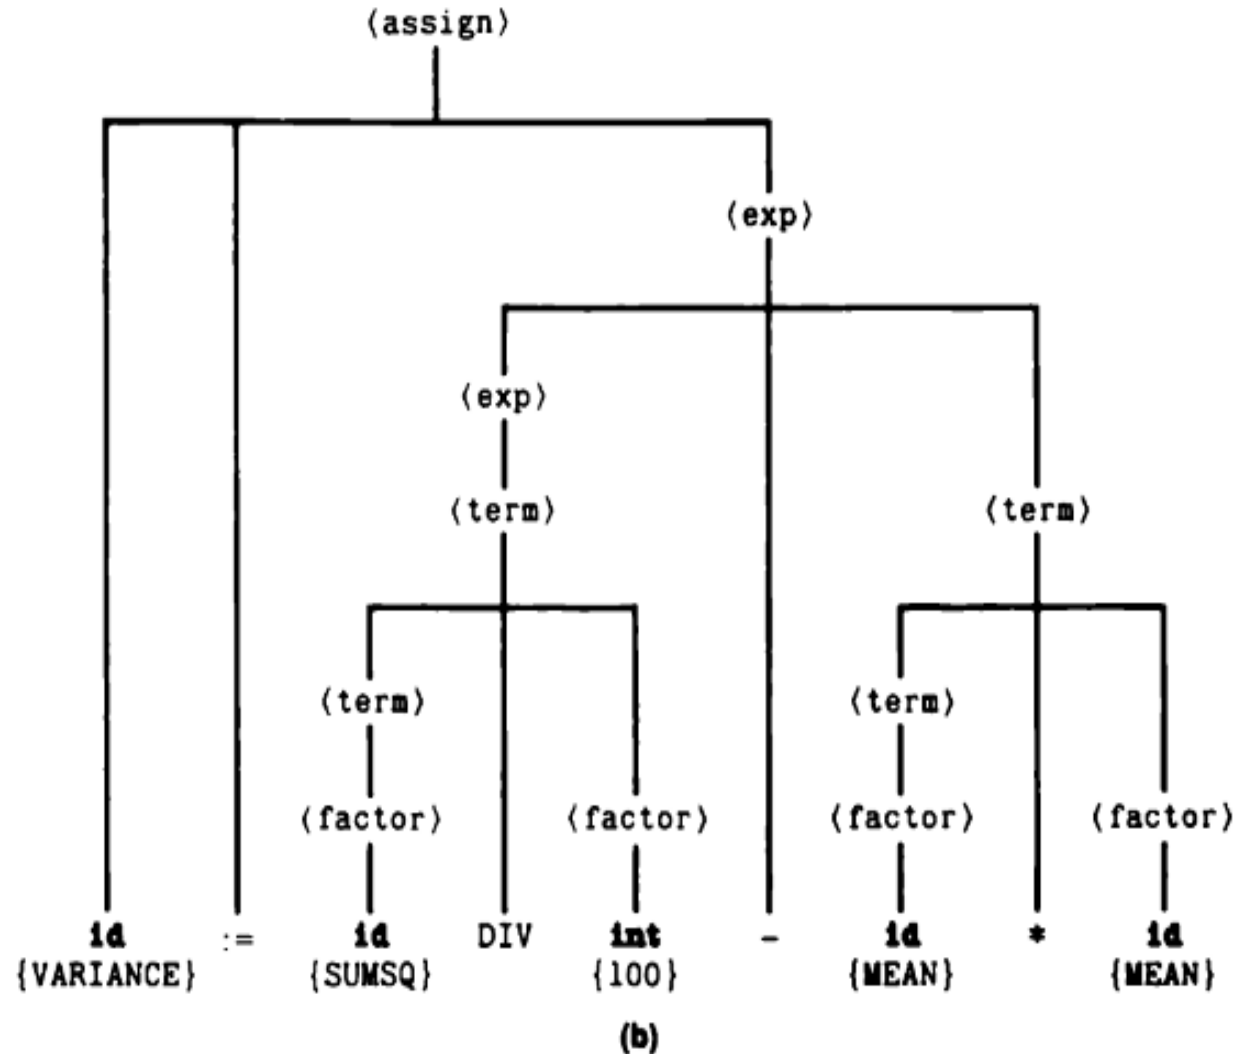 ⟨assign⟩
⟨exp⟩
⟨exp⟩
⟨term⟩ ⟨term⟩
⟨term⟩ ⟨term⟩
⟨factor⟩ ⟨factor⟩ ⟨factor⟩ ⟨factor⟩
id := id DIV int - id * id
{VARIANCE} {SUMSQ} {100} {MEAN} {MEAN}
(b)